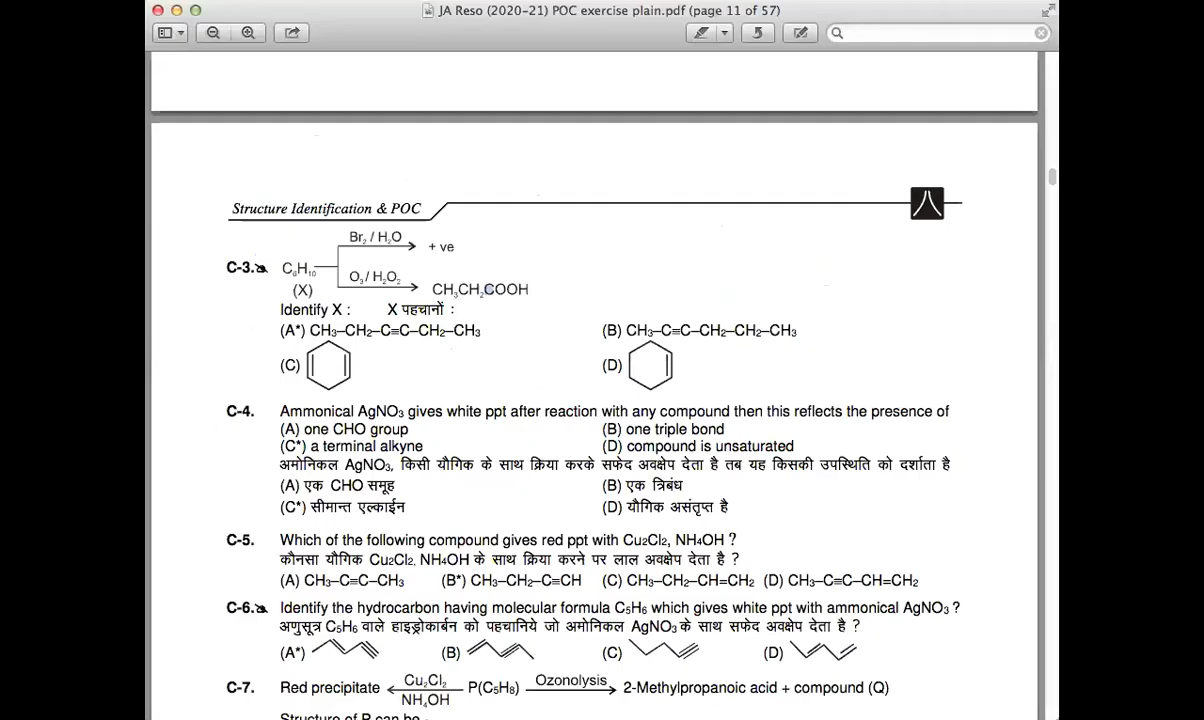 JA Reso (2020-21) POC exercise plain.pdf (page 11 of 57)
Structure Identification & POC
Br₂ / H₂O
+ ve
C-3. C₆H₁₀
O₃ / H₂O₂
CH₃CH₂COOH
(X)
Identify X : X पहचानों :
(A*) CH₃–CH₂–C≡C–CH₂–CH₃ (B) CH₃–C≡C–CH₂–CH₂–CH₃
(C) (D)
C-4. Ammonical AgNO₃ gives white ppt after reaction with any compound then this reflects the presence of
(A) one CHO group (B) one triple bond
(C*) a terminal alkyne (D) compound is unsaturated
अमोनिकल AgNO₃, किसी यौगिक के साथ क्रिया करके सफेद अवक्षेप देता है तब यह किसकी उपस्थिति को दर्शाता है
(A) एक CHO समूह (B) एक त्रिबंध
(C*) सीमान्त एल्काईन (D) यौगिक असंतृप्त है
C-5. Which of the following compound gives red ppt with Cu₂Cl₂, NH₄OH ?
कौनसा यौगिक Cu₂Cl₂, NH₄OH के साथ क्रिया करने पर लाल अवक्षेप देता है ?
(A) CH₃–C≡C–CH₃ (B*) CH₃–CH₂–C≡CH (C) CH₃–CH₂–CH=CH₂ (D) CH₃–C≡C–CH=CH₂
C-6. Identify the hydrocarbon having molecular formula C₅H₆ which gives white ppt with ammonical AgNO₃ ?
अणुसूत्र C₅H₆ वाले हाइड्रोकार्बन को पहचानिये जो अमोनिकल AgNO₃ के साथ सफेद अवक्षेप देता है ?
(A*) (B) (C) (D)
C-7. Red precipitate Cu₂Cl₂ NH₄OH P(C₅H₈) Ozonolysis 2-Methylpropanoic acid + compound (Q)
Structure of P can be